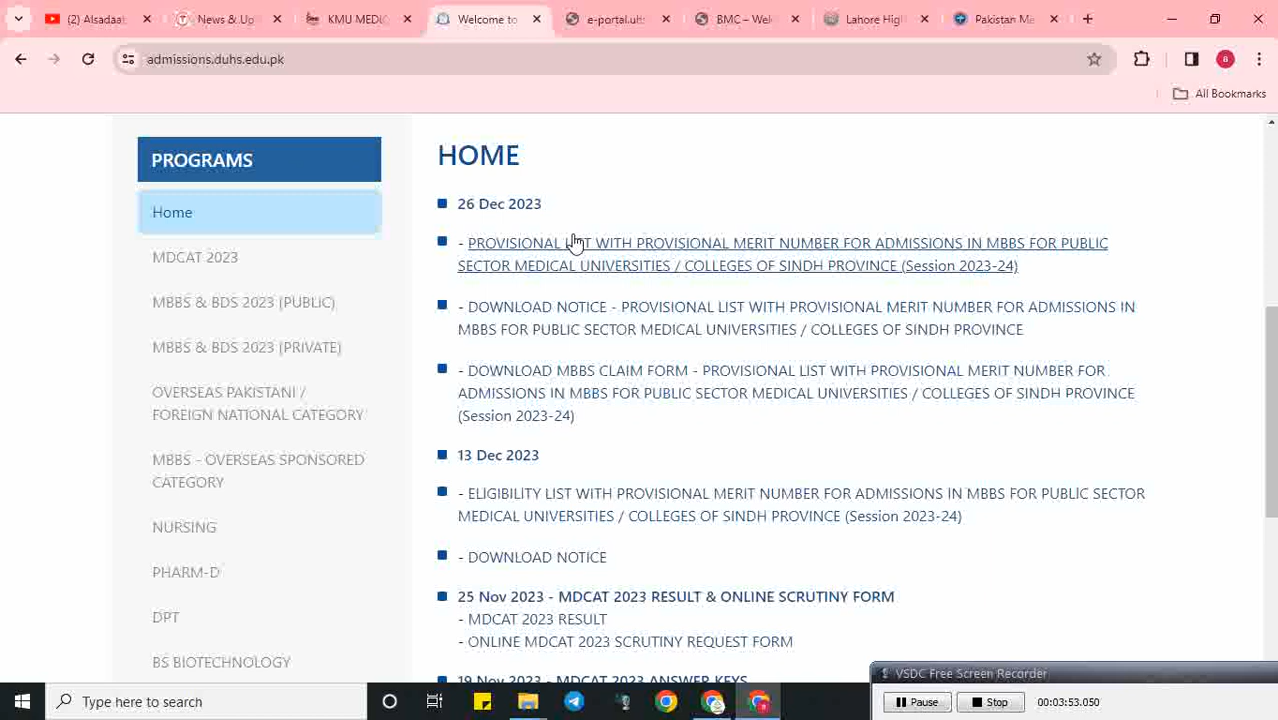 (2) Alsadaa
News & Up
KMU MEDIC
Welcome to
e-portal.uhs
BMC – Wel
Lahore High
Pakistan Me
admissions.duhs.edu.pk
a
All Bookmarks
PROGRAMS
Home
MDCAT 2023
MBBS & BDS 2023 (PUBLIC)
MBBS & BDS 2023 (PRIVATE)
OVERSEAS PAKISTANI /
FOREIGN NATIONAL CATEGORY
MBBS - OVERSEAS SPONSORED
CATEGORY
NURSING
PHARM-D
DPT
BS BIOTECHNOLOGY
HOME
26 Dec 2023
- PROVISIONAL LIST WITH PROVISIONAL MERIT NUMBER FOR ADMISSIONS IN MBBS FOR PUBLIC
SECTOR MEDICAL UNIVERSITIES / COLLEGES OF SINDH PROVINCE (Session 2023-24)
- DOWNLOAD NOTICE - PROVISIONAL LIST WITH PROVISIONAL MERIT NUMBER FOR ADMISSIONS IN
MBBS FOR PUBLIC SECTOR MEDICAL UNIVERSITIES / COLLEGES OF SINDH PROVINCE
- DOWNLOAD MBBS CLAIM FORM - PROVISIONAL LIST WITH PROVISIONAL MERIT NUMBER FOR
ADMISSIONS IN MBBS FOR PUBLIC SECTOR MEDICAL UNIVERSITIES / COLLEGES OF SINDH PROVINCE
(Session 2023-24)
13 Dec 2023
- ELIGIBILITY LIST WITH PROVISIONAL MERIT NUMBER FOR ADMISSIONS IN MBBS FOR PUBLIC SECTOR
MEDICAL UNIVERSITIES / COLLEGES OF SINDH PROVINCE (Session 2023-24)
- DOWNLOAD NOTICE
25 Nov 2023 - MDCAT 2023 RESULT & ONLINE SCRUTINY FORM
- MDCAT 2023 RESULT
- ONLINE MDCAT 2023 SCRUTINY REQUEST FORM
19 Nov 2023 - MDCAT 2023 ANSWER KEYS
VSDC Free Screen Recorder
Pause
Stop
00:03:53.050
Type here to search